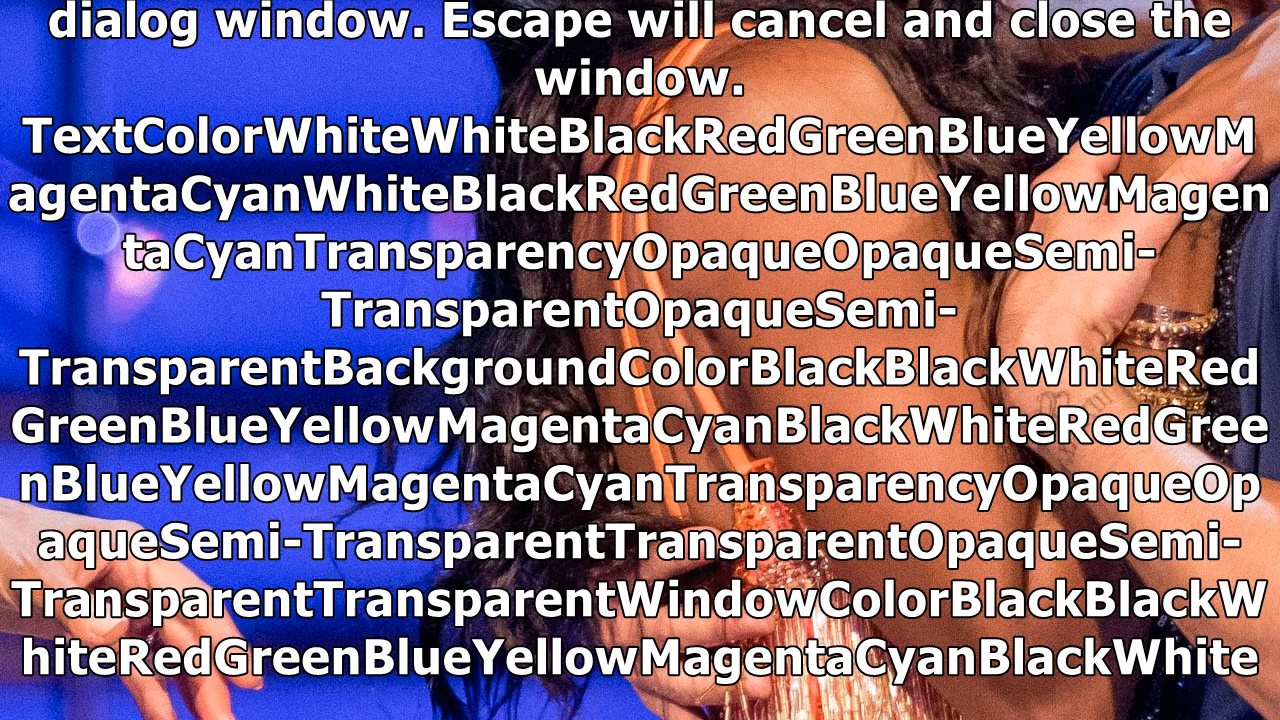 dialog window. Escape will cancel and close the
window.
TextColorWhiteWhiteBlackRedGreenBlueYellowM
agentaCyanWhiteBlackRedGreenBlueYellowMagen
taCyanTransparencyOpaqueOpaqueSemi-
TransparentOpaqueSemi-
TransparentBackgroundColorBlackBlackWhiteRed
GreenBlueYellowMagentaCyanBlackWhiteRedGree
nBlueYellowMagentaCyanTransparencyOpaqueOp
aqueSemi-TransparentTransparentOpaqueSemi-
TransparentTransparentWindowColorBlackBlackW
hiteRedGreenBlueYellowMagentaCyanBlackWhite